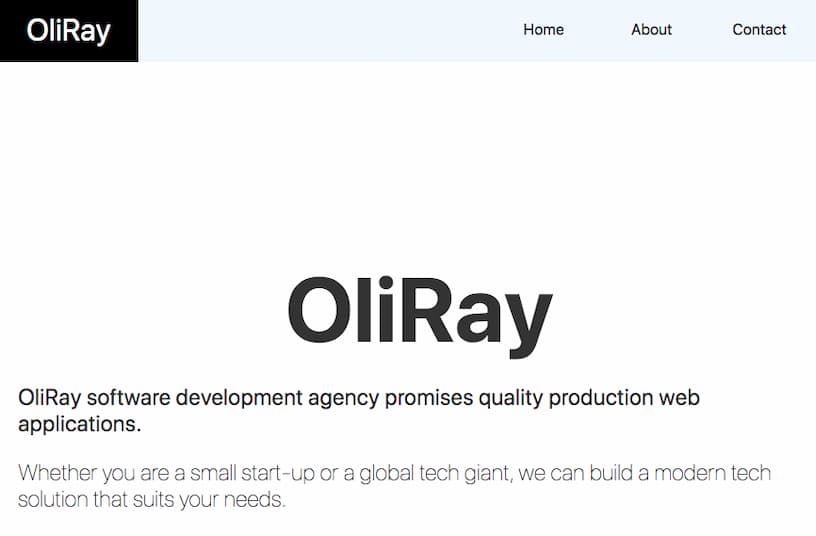 OliRay
Home About Contact
OliRay
OliRay software development agency promises quality production web
applications.
Whether you are a small start-up or a global tech giant, we can build a modern tech
solution that suits your needs.